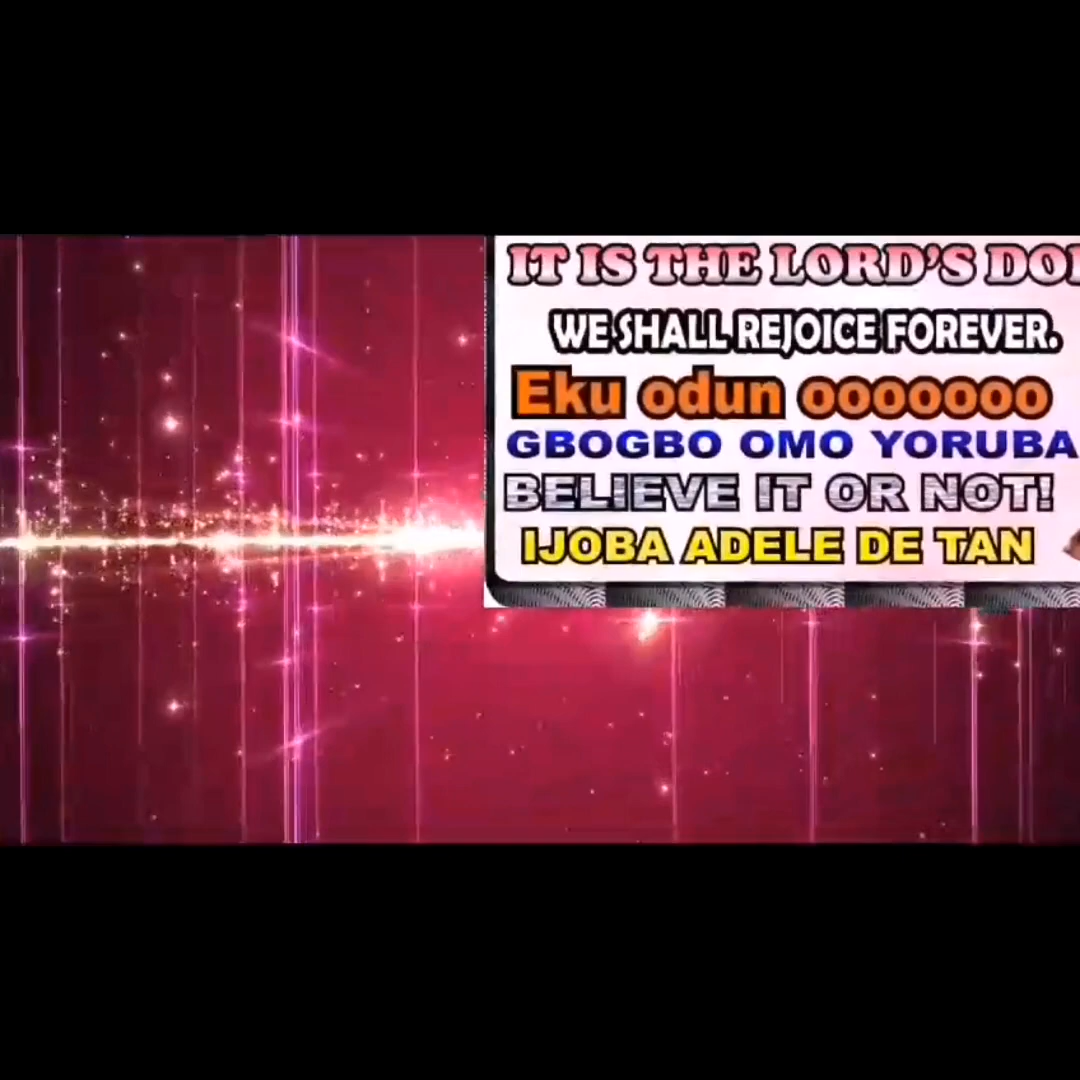 IT IS THE LORD'S
WE SHALL REJOICE FOREVER.
Eku odun ooooooo
GBOGBO OMO YORUBA
BELIEVE IT OR NOT!
IJOBA ADELE DE TAN